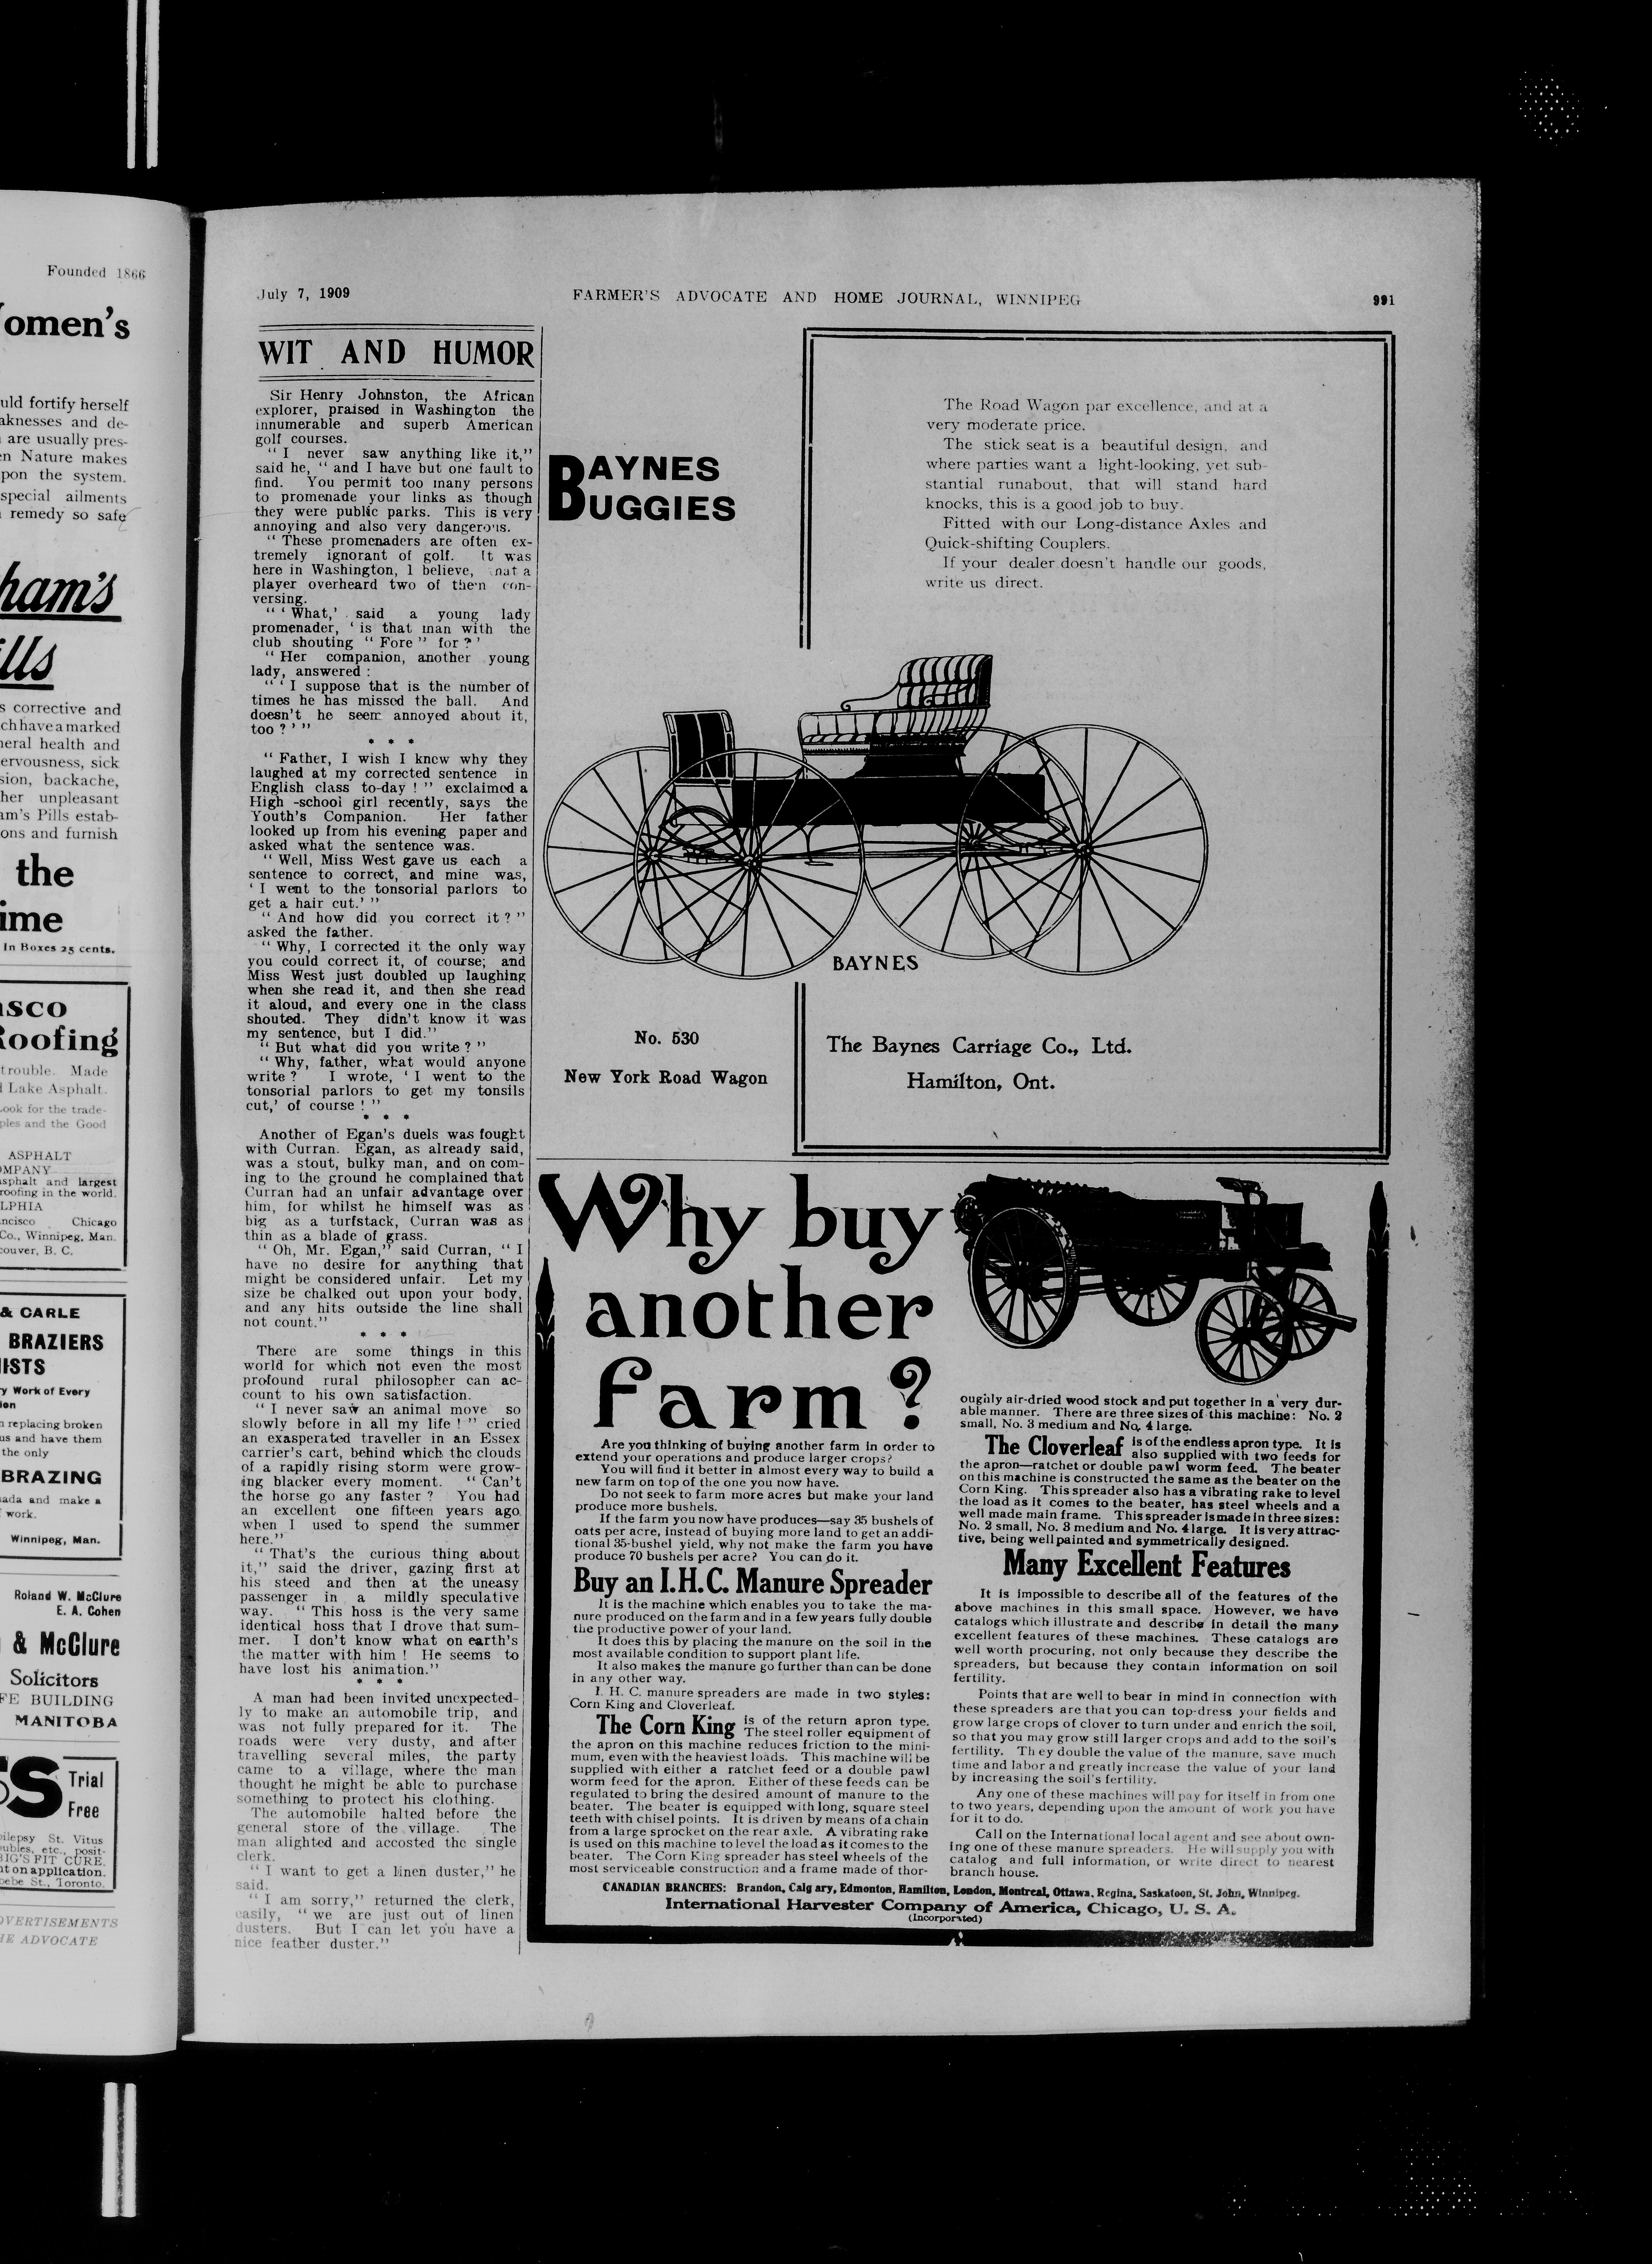 Founded 1866
omen's
uld fortify herself
aknesses and de-
are usually pres-
en Nature makes
pon the system.
special ailments
remedy so safe
ham's
ills
s corrective and
ch have a marked
neral health and
ervousness, sick
sion, backache,
her unpleasant
am's Pills estab-
ons and furnish
the
ime
In Boxes 25 cents.
asco
Roofing
trouble. Made
Lake Asphalt.
Look for the trade-
ples and the Good
ASPHALT
OMPANY
asphalt and largest
roofing in the world.
LPHIA
ncisco Chicago
Co., Winnipeg, Man.
couver, B. C.
& CARLE
BRAZIERS
ISTS
ry Work of Every
ion
n replacing broken
us and have them
the only
BRAZING
ada and make a
work.
Winnipeg, Man.
Roland W. McClure
E. A. Cohen
& McClure
Solicitors
FE BUILDING
MANITOBA
TS Trial
Free
pilepsy St. Vitus
oubles, etc., posit-
BIG'S FIT CURE.
nt on application.
oebe St., Toronto.
DVERTISEMENTS
HE ADVOCATE
July 7, 1909
FARMER'S ADVOCATE AND HOME JOURNAL, WINNIPEG
991
WIT AND HUMOR
Sir Henry Johnston, the African
explorer, praised in Washington the
innumerable and superb American
golf courses.
"I never saw anything like it,"
said he, "and I have but one fault to
find. You permit too many persons
to promenade your links as though
they were public parks. This is very
annoying and also very dangerous.
"These promenaders are often ex-
tremely ignorant of golf. It was
here in Washington, I believe, that a
player overheard two of them con-
versing.
"'What,' said a young lady
promenader, 'is that man with the
club shouting "Fore" for?'
"Her companion, another young
lady, answered:
"'I suppose that is the number of
times he has missed the ball. And
doesn't he seem annoyed about it,
too?'"
* * *
"Father, I wish I knew why they
laughed at my corrected sentence in
English class to-day!" exclaimed a
High -school girl recently, says the
Youth's Companion. Her father
looked up from his evening paper and
asked what the sentence was.
"Well, Miss West gave us each a
sentence to correct, and mine was,
'I went to the tonsorial parlors to
get a hair cut.'"
"And how did you correct it?"
asked the father.
"Why, I corrected it the only way
you could correct it, of course; and
Miss West just doubled up laughing
when she read it, and then she read
it aloud, and every one in the class
shouted. They didn't know it was
my sentence, but I did."
"But what did you write?"
"Why, father, what would anyone
write? I wrote, 'I went to the
tonsorial parlors to get my tonsils
cut,' of course!"
* * *
Another of Egan's duels was fought
with Curran. Egan, as already said,
was a stout, bulky man, and on com-
ing to the ground he complained that
Curran had an unfair advantage over
him, for whilst he himself was as
big as a turfstack, Curran was as
thin as a blade of grass.
"Oh, Mr. Egan," said Curran, "I
have no desire for anything that
might be considered unfair. Let my
size be chalked out upon your body,
and any hits outside the line shall
not count."
* * *
There are some things in this
world for which not even the most
profound rural philosopher can ac-
count to his own satisfaction.
"I never saw an animal move so
slowly before in all my life!" cried
an exasperated traveller in an Essex
carrier's cart, behind which the clouds
of a rapidly rising storm were grow-
ing blacker every moment. "Can't
the horse go any faster? You had
an excellent one fifteen years ago
when I used to spend the summer
here."
"That's the curious thing about
it," said the driver, gazing first at
his steed and then at the uneasy
passenger in a mildly speculative
way. "This hoss is the very same
identical hoss that I drove that sum-
mer. I don't know what on earth's
the matter with him! He seems to
have lost his animation."
* * *
A man had been invited unexpected-
ly to make an automobile trip, and
was not fully prepared for it. The
roads were very dusty, and after
travelling several miles, the party
came to a village, where the man
thought he might be able to purchase
something to protect his clothing.
The automobile halted before the
general store of the village. The
man alighted and accosted the single
clerk.
"I want to get a linen duster," he
said.
"I am sorry," returned the clerk,
easily, "we are just out of linen
dusters. But I can let you have a
nice feather duster."
BAYNES
BUGGIES
The Road Wagon par excellence, and at a
very moderate price.
The stick seat is a beautiful design, and
where parties want a light-looking, yet sub-
stantial runabout, that will stand hard
knocks, this is a good job to buy.
Fitted with our Long-distance Axles and
Quick-shifting Couplers.
If your dealer doesn't handle our goods,
write us direct.
BAYNES
No. 530
New York Road Wagon
The Baynes Carriage Co., Ltd.
Hamilton, Ont.
Why buy
another
farm?
Are you thinking of buying another farm in order to
extend your operations and produce larger crops?
You will find it better in almost every way to build a
new farm on top of the one you now have.
Do not seek to farm more acres but make your land
produce more bushels.
If the farm you now have produces—say 35 bushels of
oats per acre, instead of buying more land to get an addi-
tional 35-bushel yield, why not make the farm you have
produce 70 bushels per acre? You can do it.
Buy an I.H.C. Manure Spreader
It is the machine which enables you to take the ma-
nure produced on the farm and in a few years fully double
the productive power of your land.
It does this by placing the manure on the soil in the
most available condition to support plant life.
It also makes the manure go further than can be done
in any other way.
I. H. C. manure spreaders are made in two styles:
Corn King and Cloverleaf.
The Corn King is of the return apron type.
The steel roller equipment of
the apron on this machine reduces friction to the mini-
mum, even with the heaviest loads. This machine will be
supplied with either a ratchet feed or a double pawl
worm feed for the apron. Either of these feeds can be
regulated to bring the desired amount of manure to the
beater. The beater is equipped with long, square steel
teeth with chisel points. It is driven by means of a chain
from a large sprocket on the rear axle. A vibrating rake
is used on this machine to level the load as it comes to the
beater. The Corn King spreader has steel wheels of the
most serviceable construction and a frame made of thor-
oughly air-dried wood stock and put together in a very dur-
able manner. There are three sizes of this machine: No. 2
small, No. 3 medium and No. 4 large.
The Cloverleaf is of the endless apron type. It is
also supplied with two feeds for
the apron—ratchet or double pawl worm feed. The beater
on this machine is constructed the same as the beater on the
Corn King. This spreader also has a vibrating rake to level
the load as it comes to the beater, has steel wheels and a
well made main frame. This spreader is made in three sizes:
No. 2 small, No. 3 medium and No. 4 large. It is very attrac-
tive, being well painted and symmetrically designed.
Many Excellent Features
It is impossible to describe all of the features of the
above machines in this small space. However, we have
catalogs which illustrate and describe in detail the many
excellent features of these machines. These catalogs are
well worth procuring, not only because they describe the
spreaders, but because they contain information on soil
fertility.
Points that are well to bear in mind in connection with
these spreaders are that you can top-dress your fields and
grow large crops of clover to turn under and enrich the soil,
so that you may grow still larger crops and add to the soil's
fertility. They double the value of the manure, save much
time and labor and greatly increase the value of your land
by increasing the soil's fertility.
Any one of these machines will pay for itself in from one
to two years, depending upon the amount of work you have
for it to do.
Call on the International local agent and see about own-
ing one of these manure spreaders. He will supply you with
catalog and full information, or write direct to nearest
branch house.
CANADIAN BRANCHES: Brandon, Calgary, Edmonton, Hamilton, London, Montreal, Ottawa, Regina, Saskatoon, St. John, Winnipeg.
International Harvester Company of America, Chicago, U. S. A.
(Incorporated)